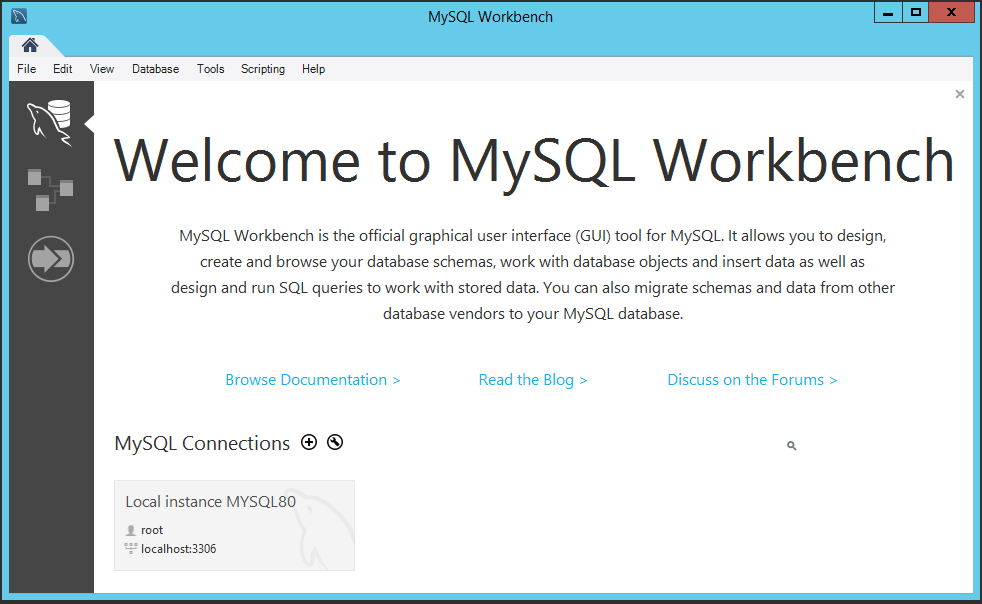 MySQL Workbench
File Edit View Database Tools Scripting Help
Welcome to MySQL Workbench
MySQL Workbench is the official graphical user interface (GUI) tool for MySQL. It allows you to design,
create and browse your database schemas, work with database objects and insert data as well as
design and run SQL queries to work with stored data. You can also migrate schemas and data from other
database vendors to your MySQL database.
Browse Documentation > Read the Blog > Discuss on the Forums >
MySQL Connections
Local instance MYSQL80
root
localhost:3306